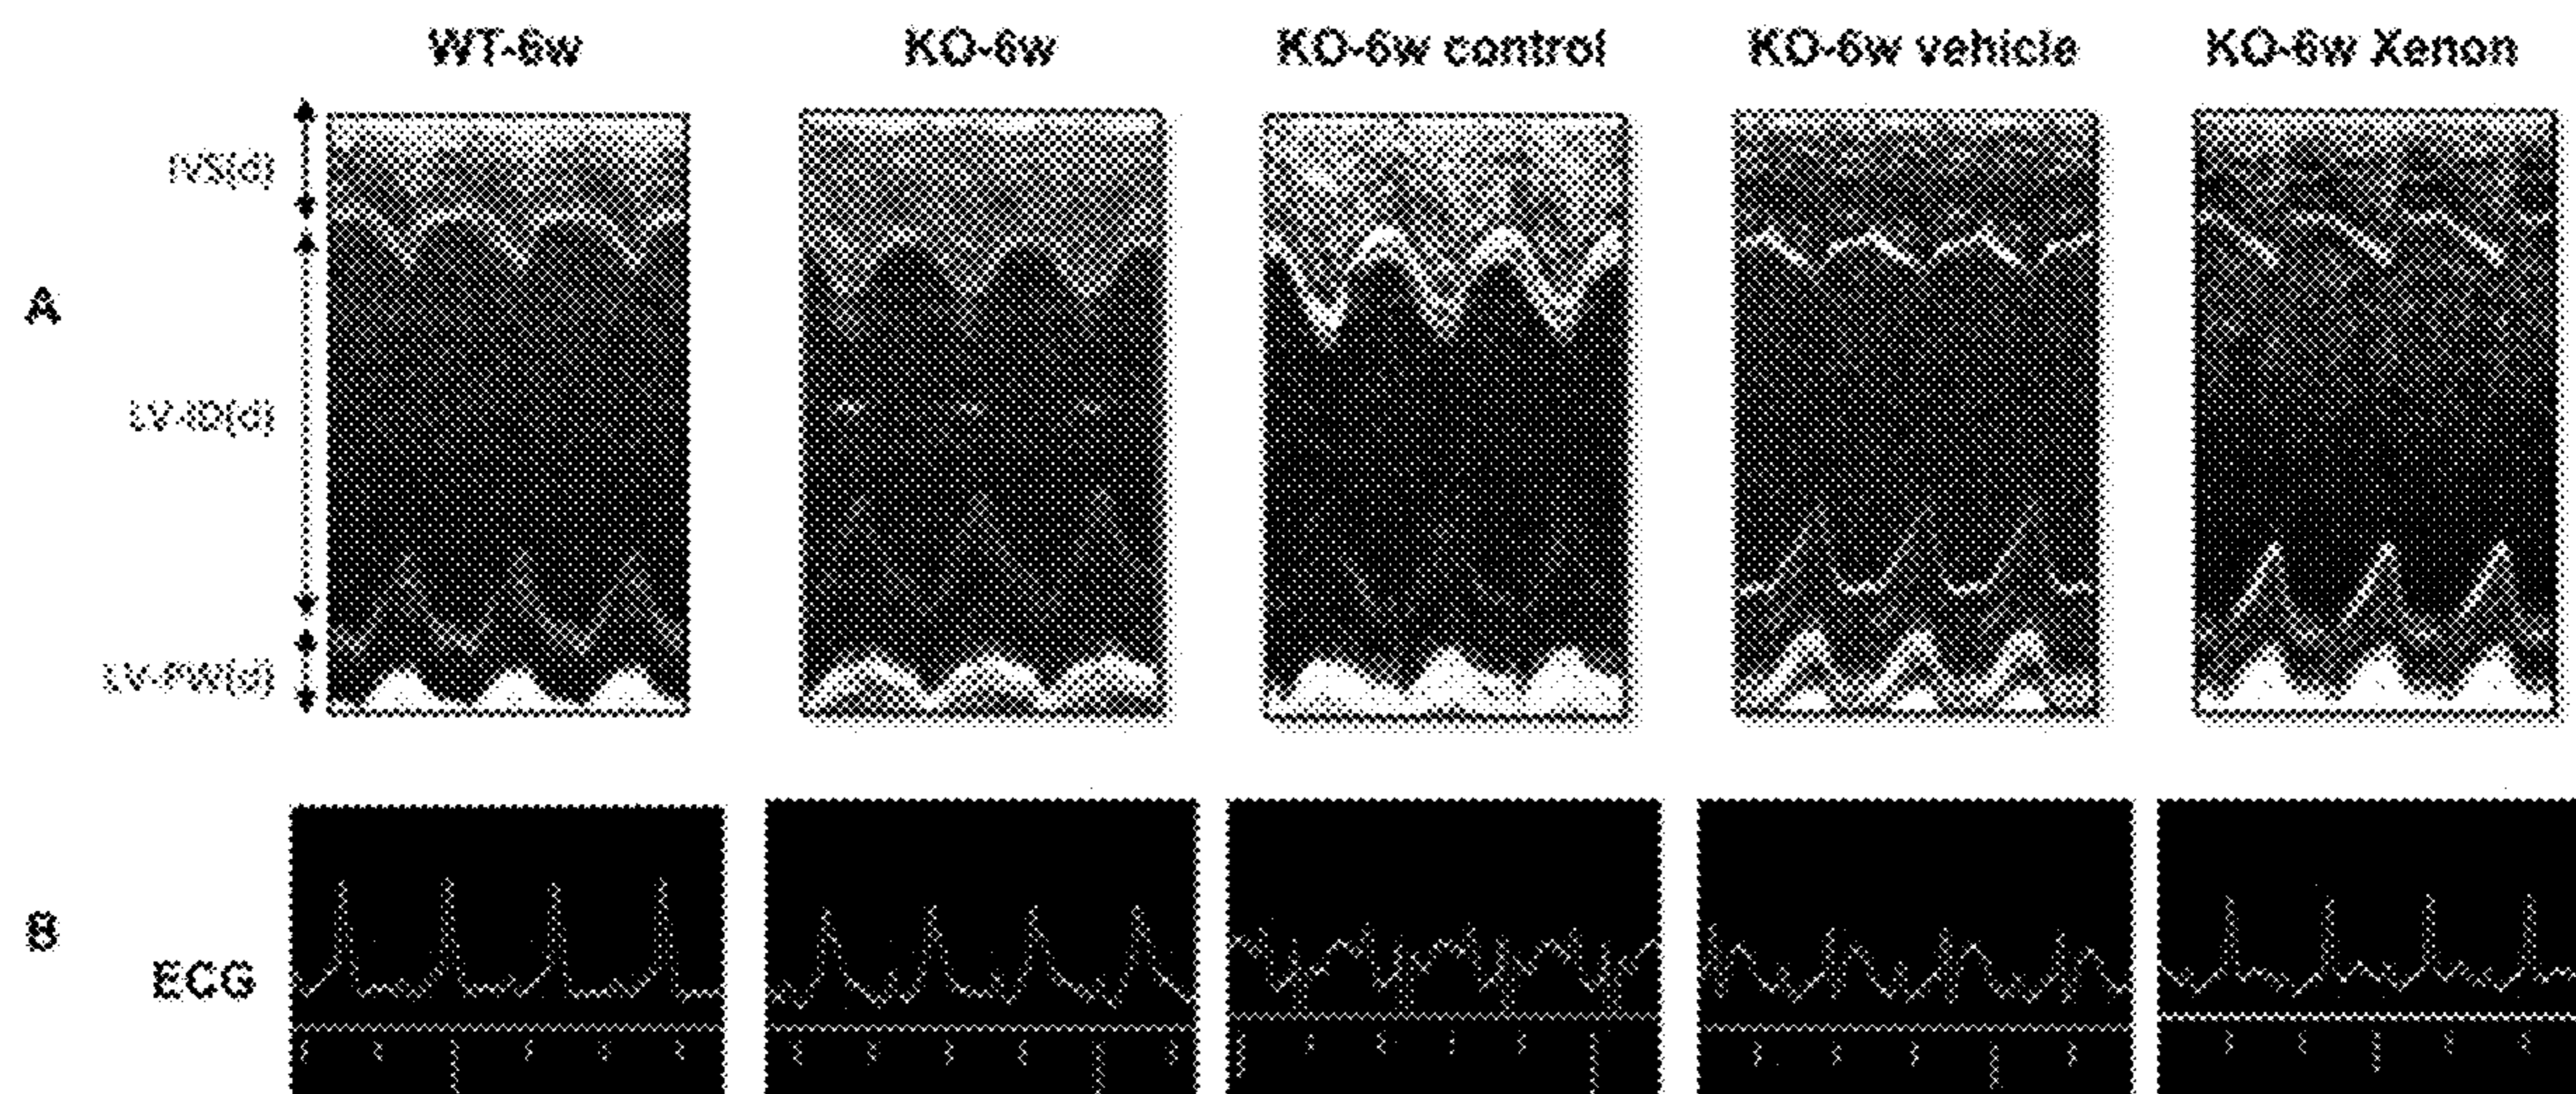 WT-6w KO-6w KO-6w control KO-6w vehicle KO-6w Xenon
IVS(d)
A
LV-ID(d)
LV-PW(d)
B
ECG